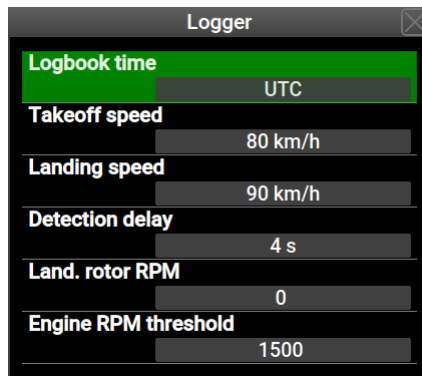 Logger
Logbook time
UTC
Takeoff speed
80 km/h
Landing speed
90 km/h
Detection delay
4 s
Land. rotor RPM
0
Engine RPM threshold
1500